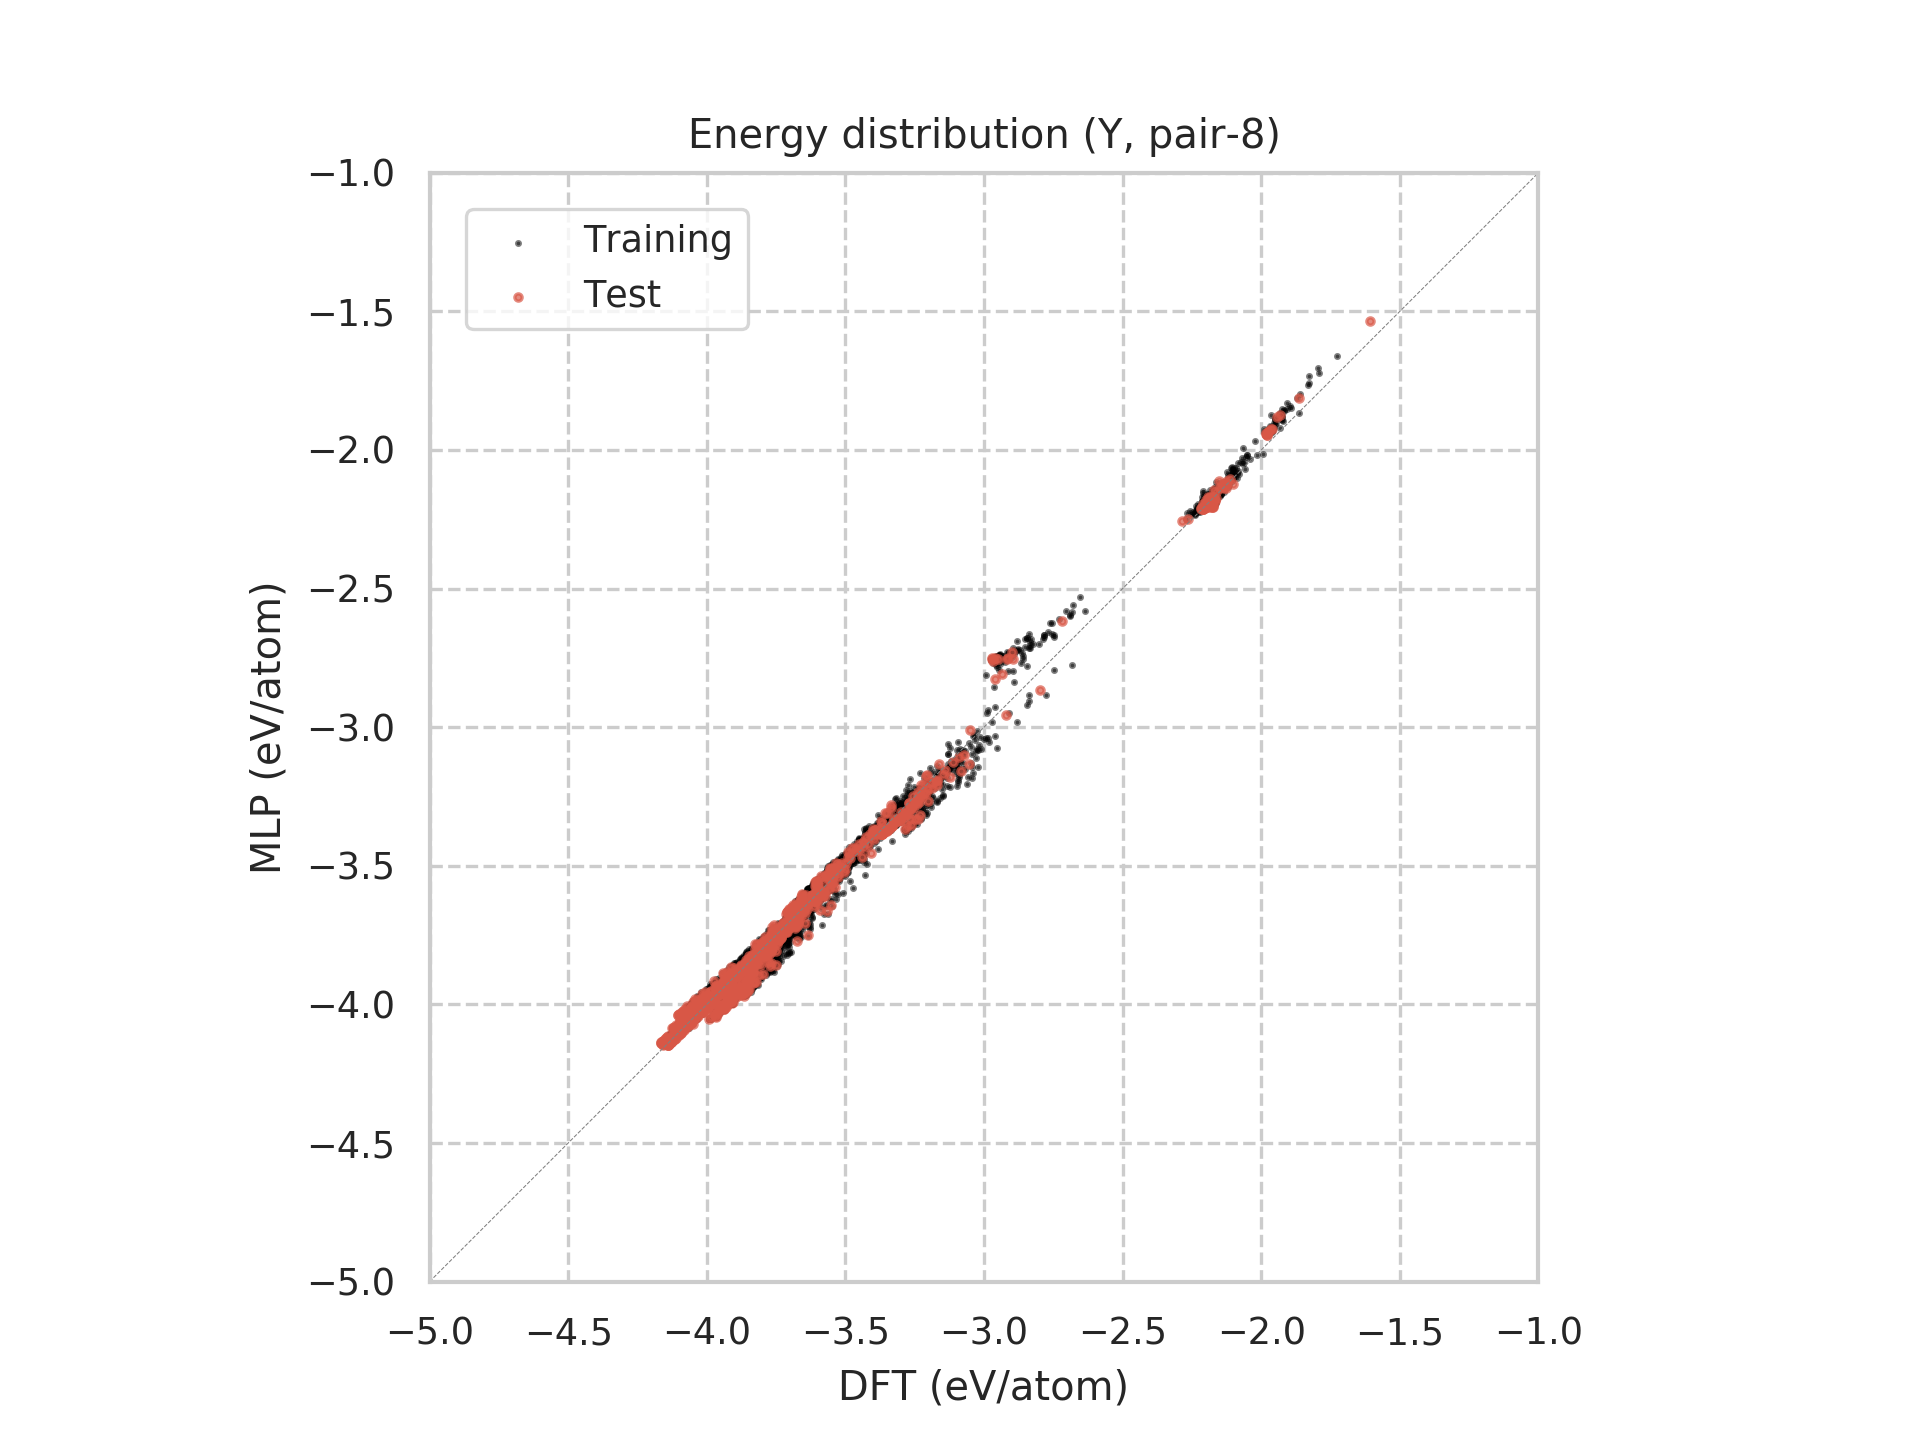 Energy distribution (Y, pair-8)
−1.0
−1.5
−2.0
−2.5
−3.0
−3.5
−4.0
−4.5
−5.0
Training
Test
MLP (eV/atom)
−5.0 −4.5 −4.0 −3.5 −3.0 −2.5 −2.0 −1.5 −1.0
DFT (eV/atom)